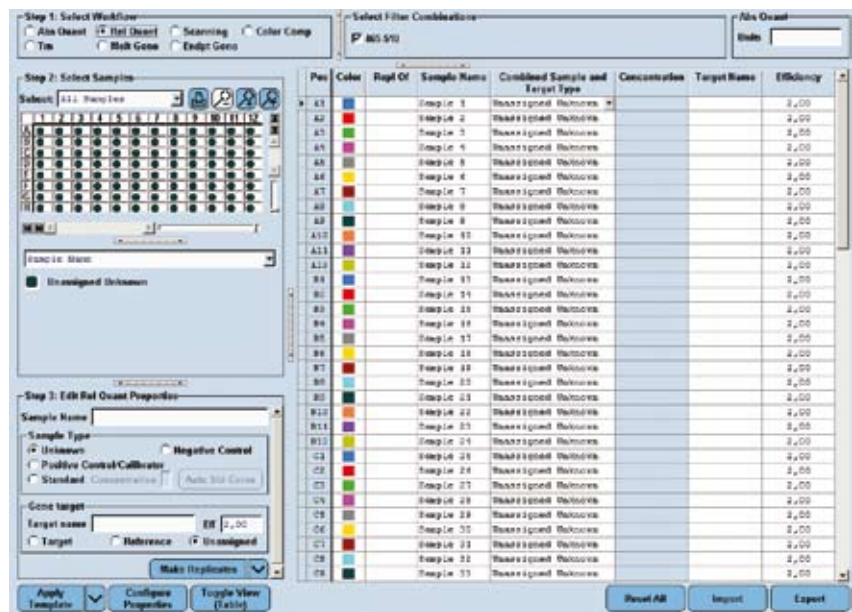 Step 1: Select Workflow
Abs Quant Rel Quant Scanning Color Comp
Tm Melt Geno Endpt Geno
Select Filter Combinations
465-510
Abs Quant
Units
Step 2: Select Samples
Select: All Samples
1 2 3 4 5 6 7 8 9 10 11 12
A
B
C
D
E
F
G
H
Sample Name
Unassigned Unknown
Step 3: Edit Rel Quant Properties
Sample Name
Sample Type
Unknown Negative Control
Positive Control/Calibrator
Standard Concentration Auto Std Curve
Gene target
Target name Eff 2,00
Target Reference Unassigned
Make Replicates
Apply Template Configure Properties Toggle View (Table)
Pos Color Repl Of Sample Name Combined Sample and Target Type Concentration Target Name Efficiency
A1 Sample 1 Unassigned Unknown 2,00
A2 Sample 2 Unassigned Unknown 2,00
A3 Sample 3 Unassigned Unknown 2,00
A4 Sample 4 Unassigned Unknown 2,00
A5 Sample 5 Unassigned Unknown 2,00
A6 Sample 6 Unassigned Unknown 2,00
A7 Sample 7 Unassigned Unknown 2,00
A8 Sample 8 Unassigned Unknown 2,00
A9 Sample 9 Unassigned Unknown 2,00
A10 Sample 10 Unassigned Unknown 2,00
A11 Sample 11 Unassigned Unknown 2,00
A12 Sample 12 Unassigned Unknown 2,00
B1 Sample 13 Unassigned Unknown 2,00
B2 Sample 14 Unassigned Unknown 2,00
B3 Sample 15 Unassigned Unknown 2,00
B4 Sample 16 Unassigned Unknown 2,00
B5 Sample 17 Unassigned Unknown 2,00
B6 Sample 18 Unassigned Unknown 2,00
B7 Sample 19 Unassigned Unknown 2,00
B8 Sample 20 Unassigned Unknown 2,00
B9 Sample 21 Unassigned Unknown 2,00
B10 Sample 22 Unassigned Unknown 2,00
B11 Sample 23 Unassigned Unknown 2,00
B12 Sample 24 Unassigned Unknown 2,00
C1 Sample 25 Unassigned Unknown 2,00
C2 Sample 26 Unassigned Unknown 2,00
C3 Sample 27 Unassigned Unknown 2,00
C4 Sample 28 Unassigned Unknown 2,00
C5 Sample 29 Unassigned Unknown 2,00
C6 Sample 30 Unassigned Unknown 2,00
C7 Sample 31 Unassigned Unknown 2,00
C8 Sample 32 Unassigned Unknown 2,00
C9 Sample 33 Unassigned Unknown 2,00
Reset All Import Export